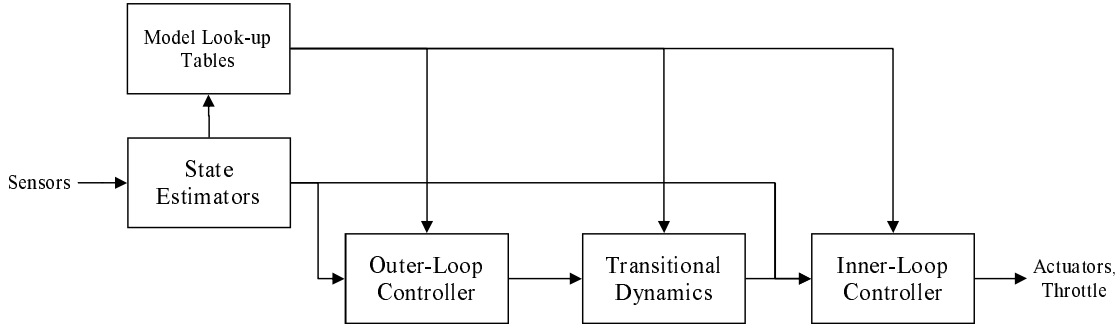 Model Look-up
Tables
Sensors
State
Estimators
Outer-Loop
Controller
Transitional
Dynamics
Inner-Loop
Controller
Actuators,
Throttle